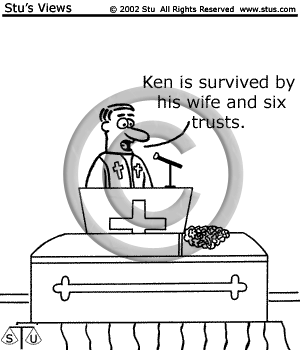 Stu's Views © 2002 Stu All Rights Reserved www.stus.com
Ken is survived by
his wife and six
trusts.
©
S U